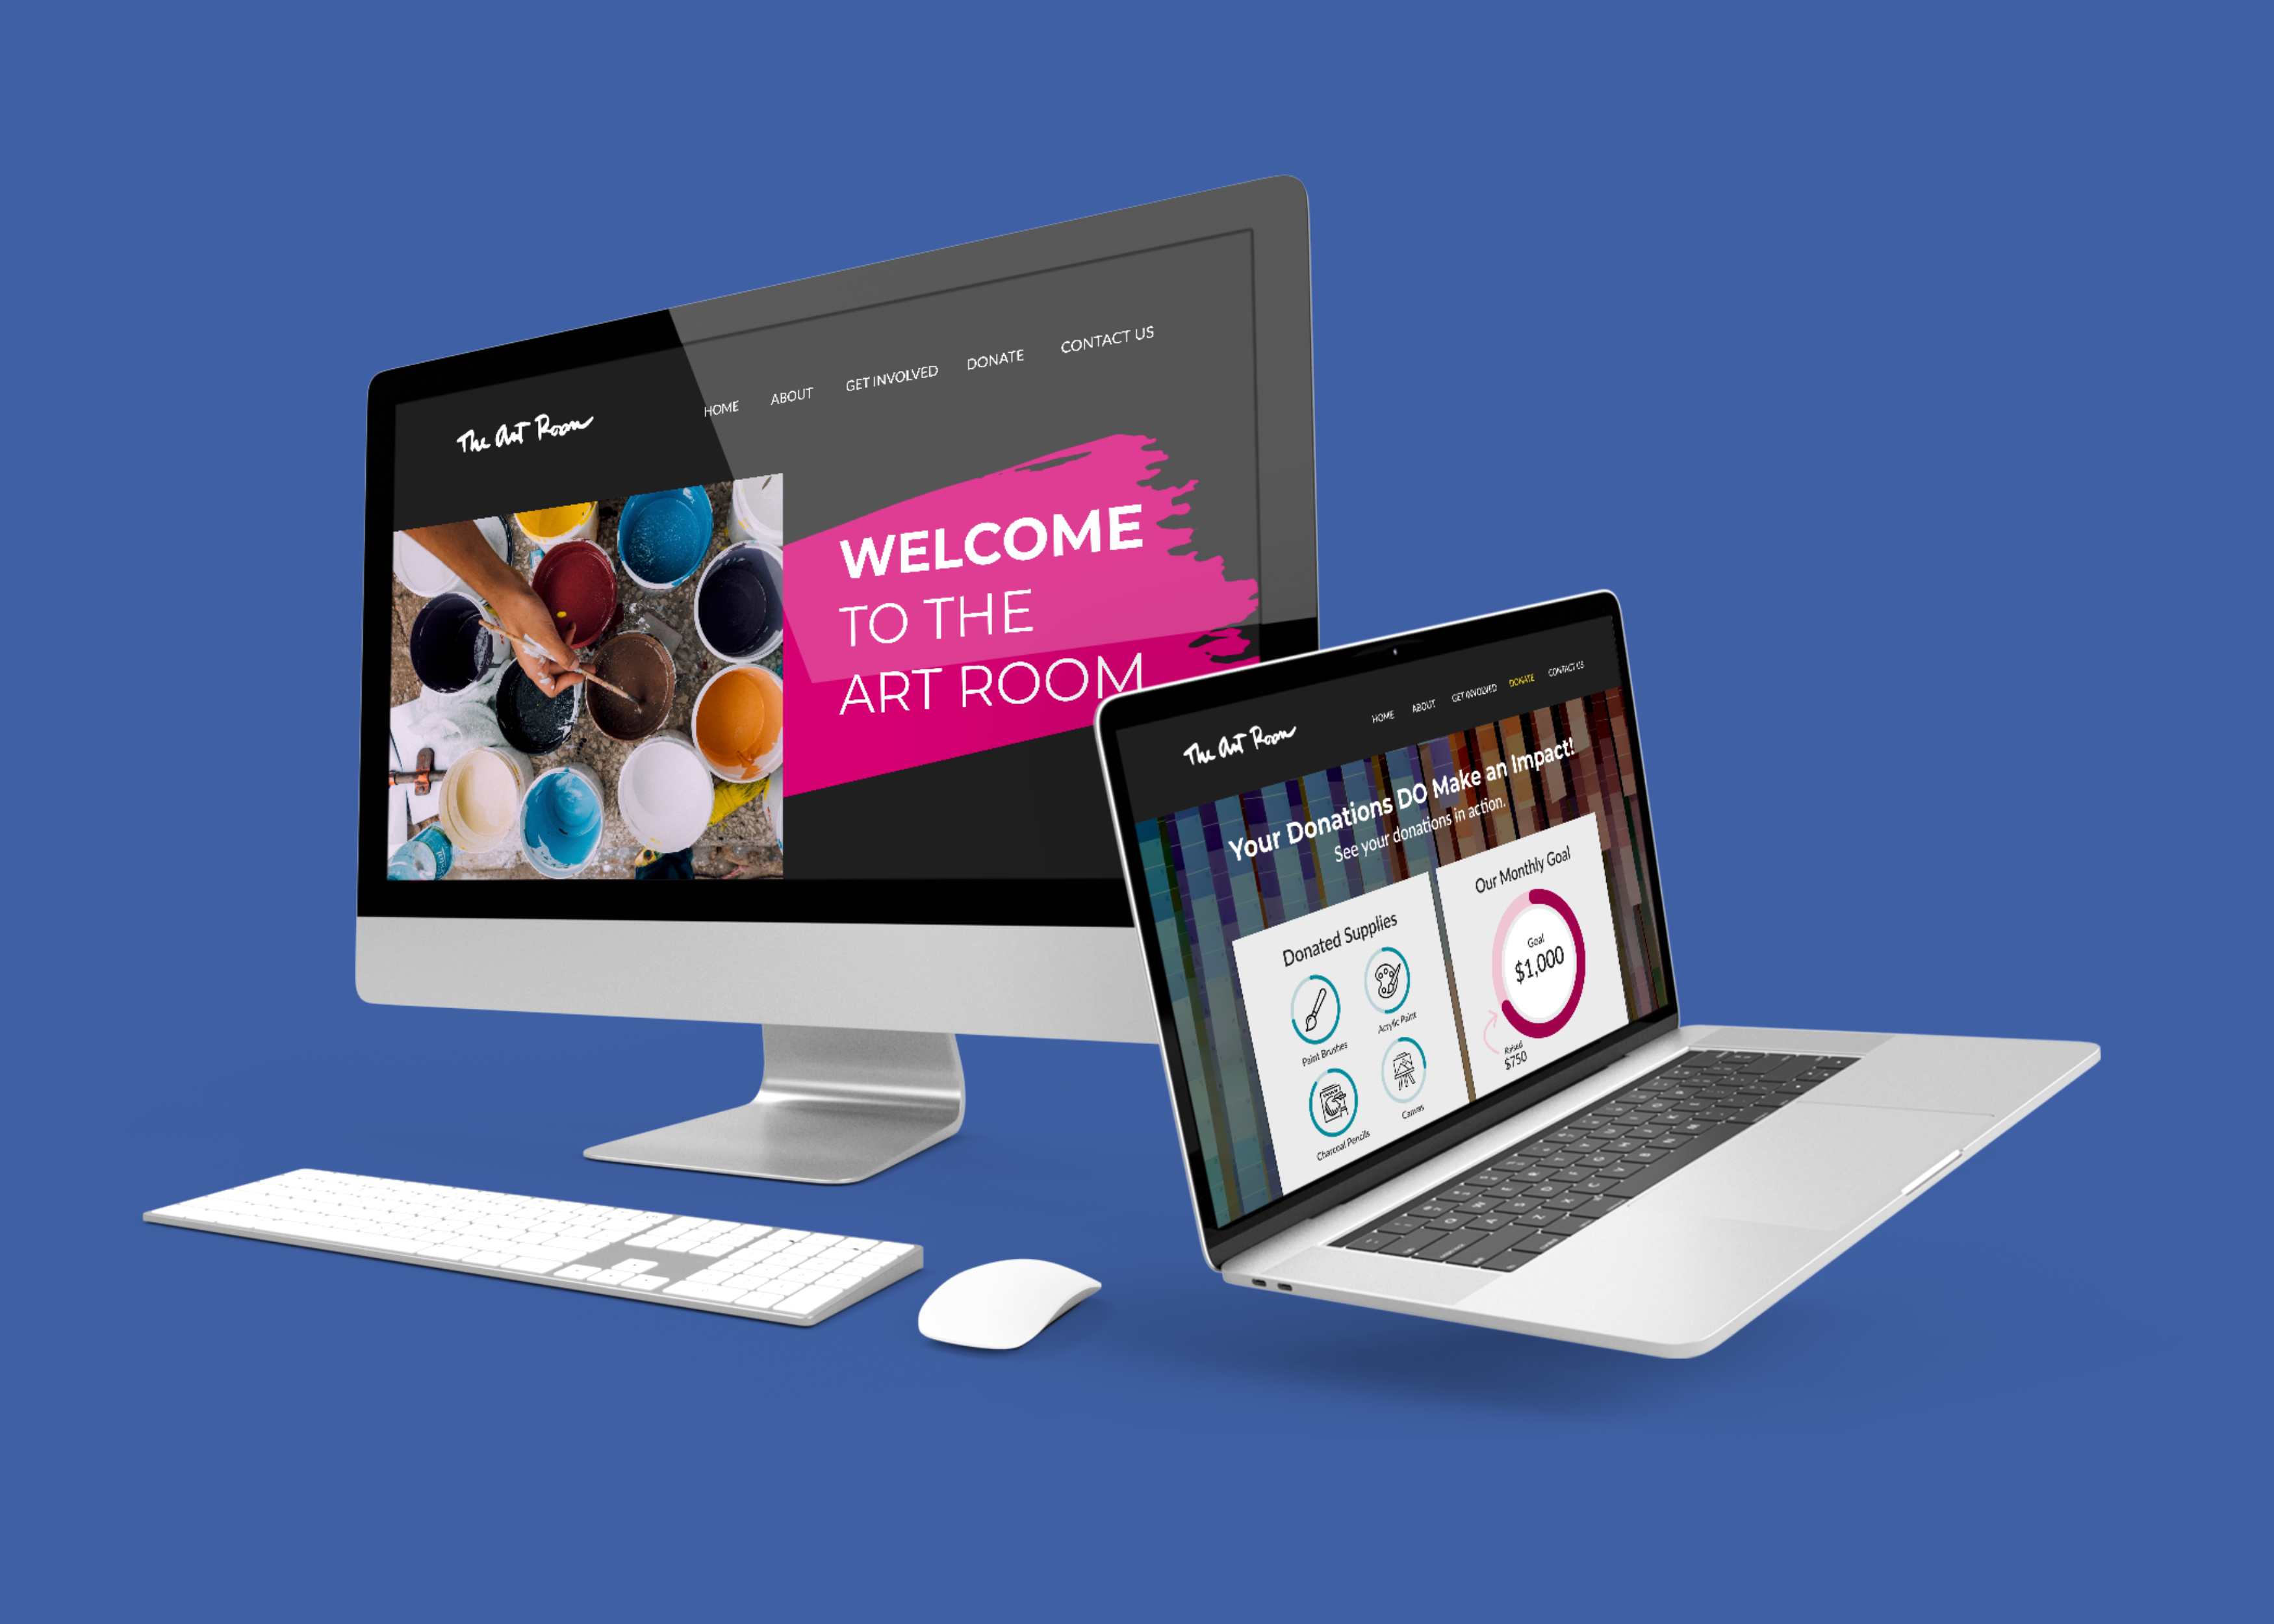 The Art Room
HOME ABOUT GET INVOLVED DONATE CONTACT US
WELCOME
TO THE
ART ROOM
The Art Room
HOME ABOUT GET INVOLVED DONATE CONTACT US
Your Donations DO Make an Impact!
See your donations in action.
Donated Supplies
Paint Brushes
Acrylic Paint
Charcoal Pencils
Canvas
Our Monthly Goal
Goal
$1,000
Raised
$750